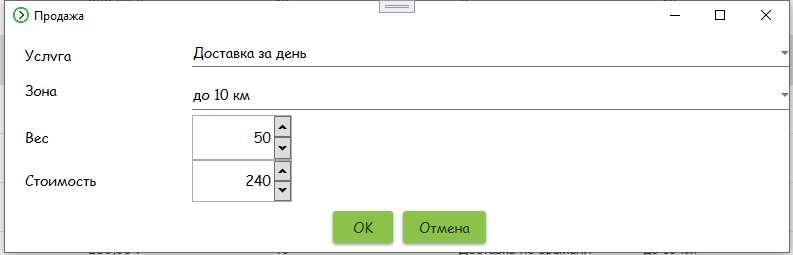 Продажа
Услуга
Доставка за день
Зона
до 10 км
Вес
50
Стоимость
240
OK
Отмена